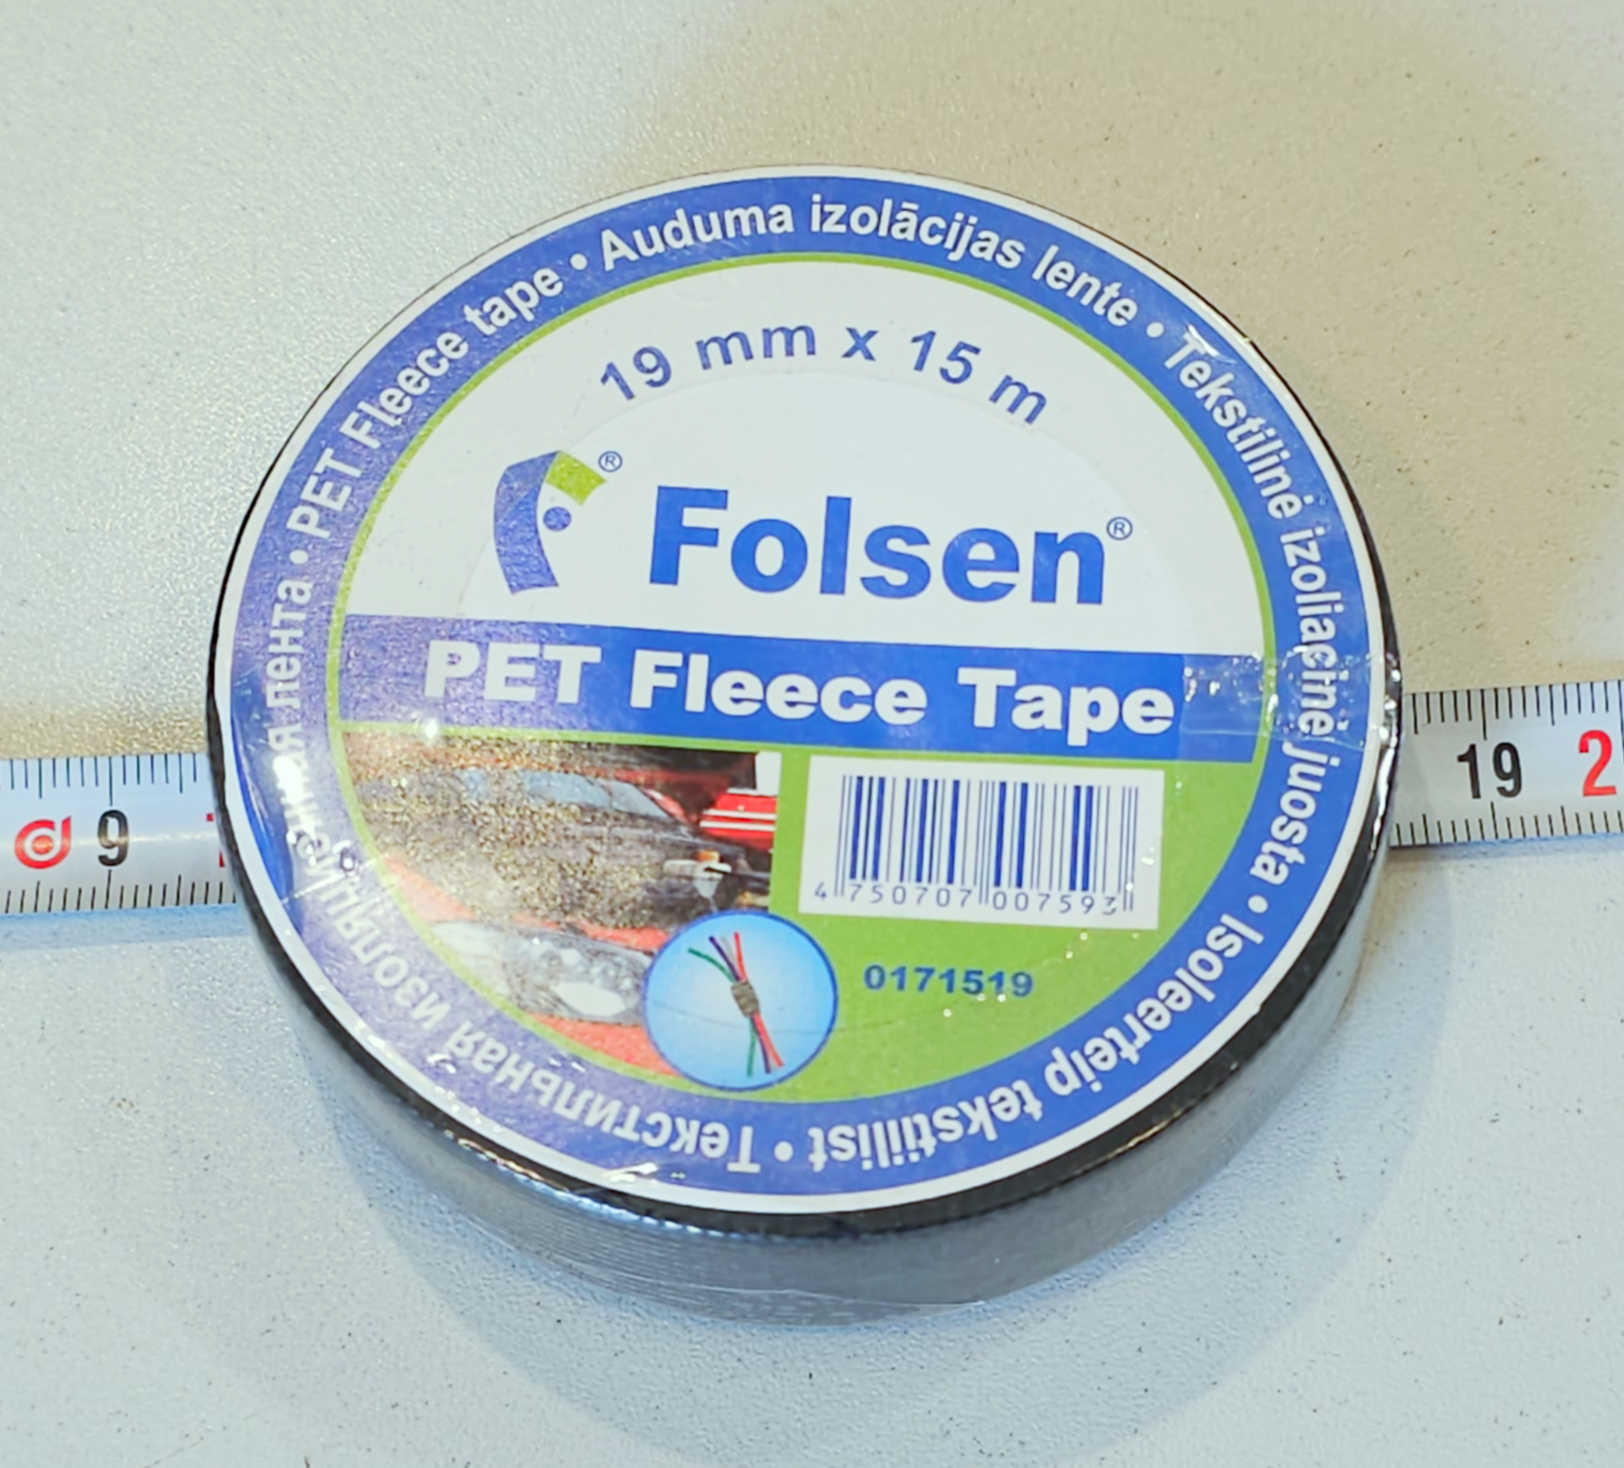 PET Fleece tape • Auduma izolācijas lente • Tekstilinė izoliacinė juosta • Isoleerteip tekstiilist • Текстильная изоляционная лента •
19 mm x 15 m
Folsen®
PET Fleece Tape
4 750707 007593
0171519
9
19
2